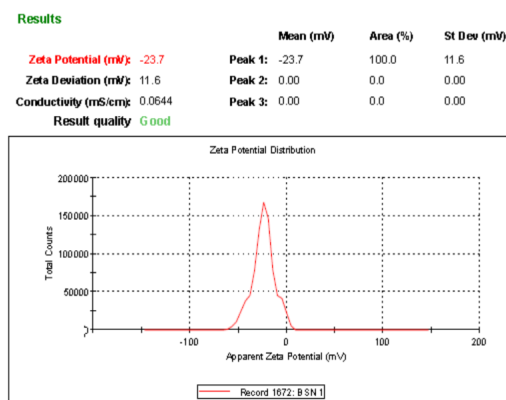 Results
Mean (mV) Area (%) St Dev (mV)
Zeta Potential (mV): -23.7 Peak 1: -23.7 100.0 11.6
Zeta Deviation (mV): 11.6 Peak 2: 0.00 0.0 0.00
Conductivity (mS/cm): 0.0644 Peak 3: 0.00 0.0 0.00
Result quality Good
Zeta Potential Distribution
Total Counts
200000
150000
100000
50000
0
-100 0 100 200
Apparent Zeta Potential (mV)
Record 1672: BSN 1